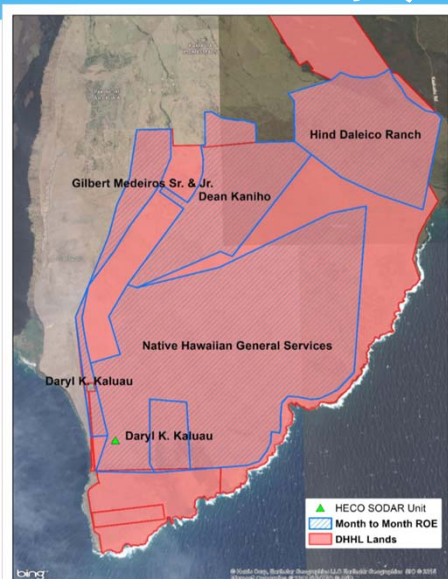 Hind Daleico Ranch
Gilbert Medeiros Sr. & Jr.
Dean Kaniho
Native Hawaiian General Services
Daryl K. Kaluau
Daryl K. Kaluau
HECO SODAR Unit
Month to Month ROE
DHHL Lands
bing